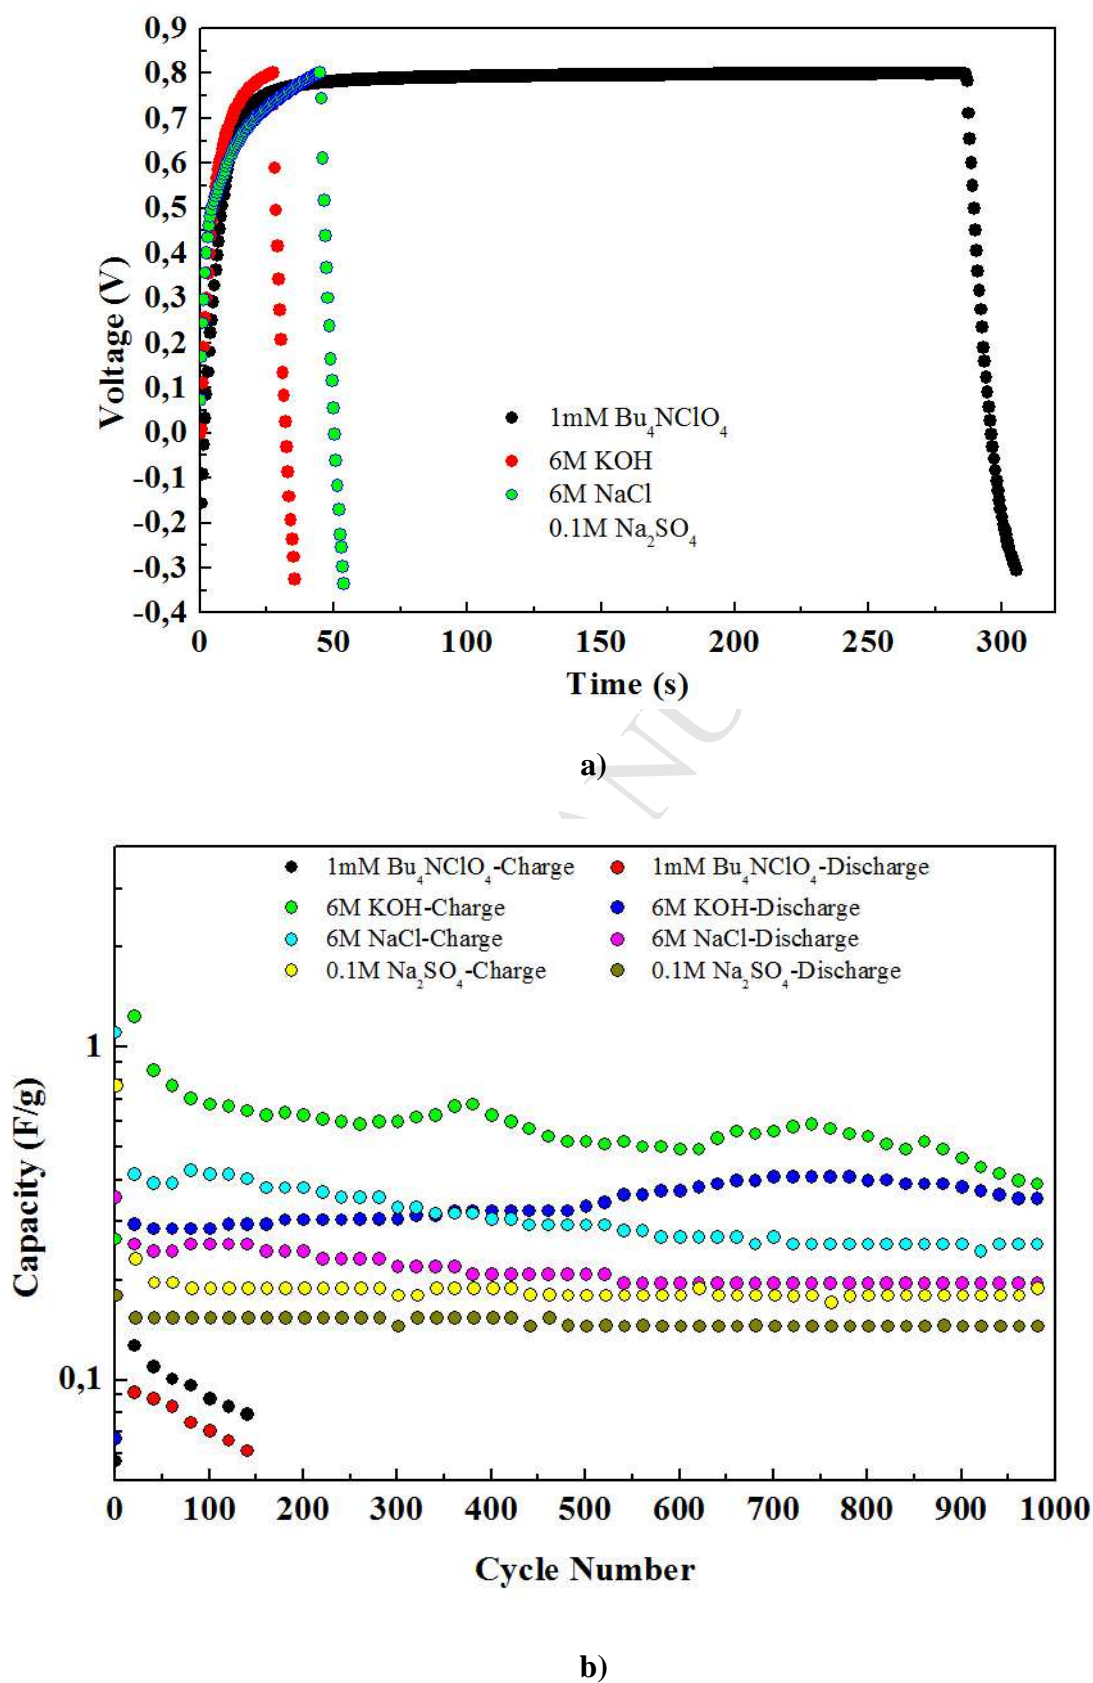 0,9
0,8
0,7
0,6
0,5
0,4
0,3
0,2
0,1
0,0
-0,1
-0,2
-0,3
-0,4
Voltage (V)
1mM Bu4NClO4
6M KOH
6M NaCl
0.1M Na2SO4
0 50 100 150 200 250 300
Time (s)
a)
1mM Bu4NClO4-Charge 1mM Bu4NClO4-Discharge
6M KOH-Charge 6M KOH-Discharge
6M NaCl-Charge 6M NaCl-Discharge
0.1M Na2SO4-Charge 0.1M Na2SO4-Discharge
1
0,1
Capacity (F/g)
0 100 200 300 400 500 600 700 800 900 1000
Cycle Number
b)